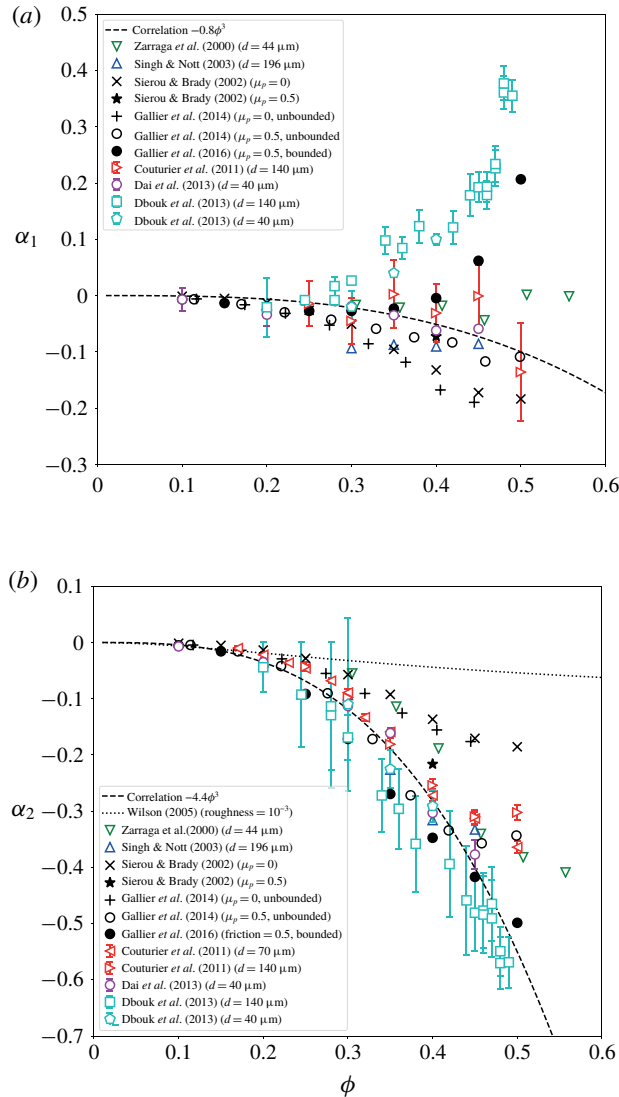 (a)
0.5
0.4
0.3
0.2
0.1
0
−0.1
−0.2
−0.3
α1
Correlation −0.8ϕ³
Zarraga et al. (2000) (d = 44 μm)
Singh & Nott (2003) (d = 196 μm)
Sierou & Brady (2002) (μp = 0)
Sierou & Brady (2002) (μp = 0.5)
Gallier et al. (2014) (μp = 0, unbounded)
Gallier et al. (2014) (μp = 0.5, unbounded
Gallier et al. (2016) (μp = 0.5, bounded)
Couturier et al. (2011) (d = 140 μm)
Dai et al. (2013) (d = 40 μm)
Dbouk et al. (2013) (d = 140 μm)
Dbouk et al. (2013) (d = 40 μm)
0 0.1 0.2 0.3 0.4 0.5 0.6
(b)
0.1
0
−0.1
−0.2
−0.3
−0.4
−0.5
−0.6
−0.7
α2
Correlation −4.4ϕ³
Wilson (2005) (roughness = 10⁻³)
Zarraga et al.(2000) (d = 44 μm)
Singh & Nott (2003) (d = 196 μm)
Sierou & Brady (2002) (μp = 0)
Sierou & Brady (2002) (μp = 0.5)
Gallier et al. (2014) (μp = 0, unbounded)
Gallier et al. (2014) (μp = 0.5, unbounded)
Gallier et al. (2016) (friction = 0.5, bounded)
Couturier et al. (2011) (d = 70 μm)
Couturier et al. (2011) (d = 140 μm)
Dai et al. (2013) (d = 40 μm)
Dbouk et al. (2013) (d = 140 μm)
Dbouk et al. (2013) (d = 40 μm)
0 0.1 0.2 0.3 0.4 0.5 0.6
ϕ